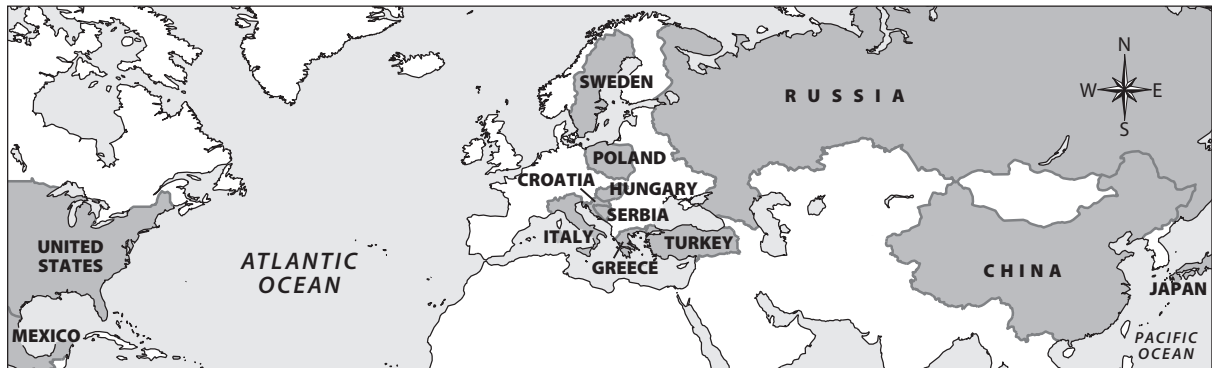 N
W E
S
SWEDEN
RUSSIA
POLAND
CROATIA
HUNGARY
SERBIA
ITALY
TURKEY
GREECE
UNITED
STATES
ATLANTIC
OCEAN
MEXICO
CHINA
JAPAN
PACIFIC
OCEAN